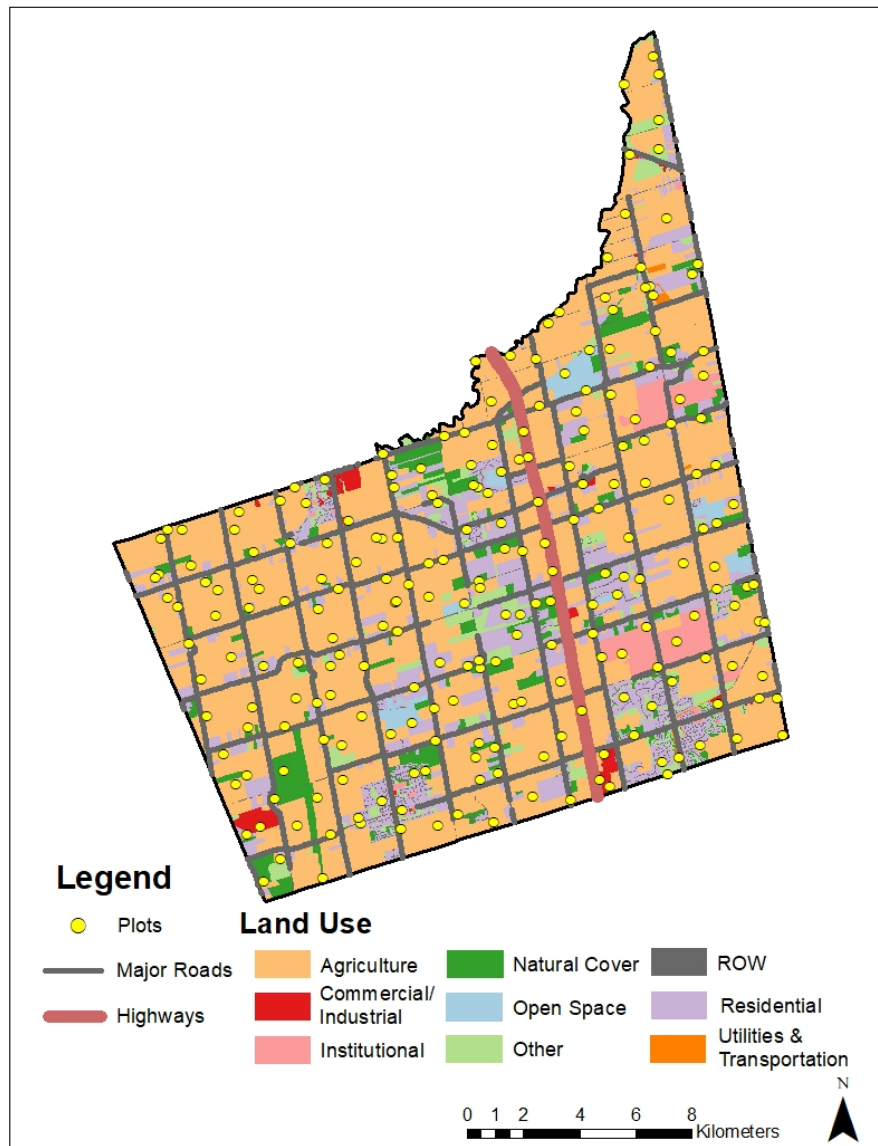 Legend
Plots
Major Roads
Highways
Land Use
Agriculture
Commercial/
Industrial
Institutional
Natural Cover
Open Space
Other
ROW
Residential
Utilities &
Transportation
N
0 1 2 4 6 8
Kilometers